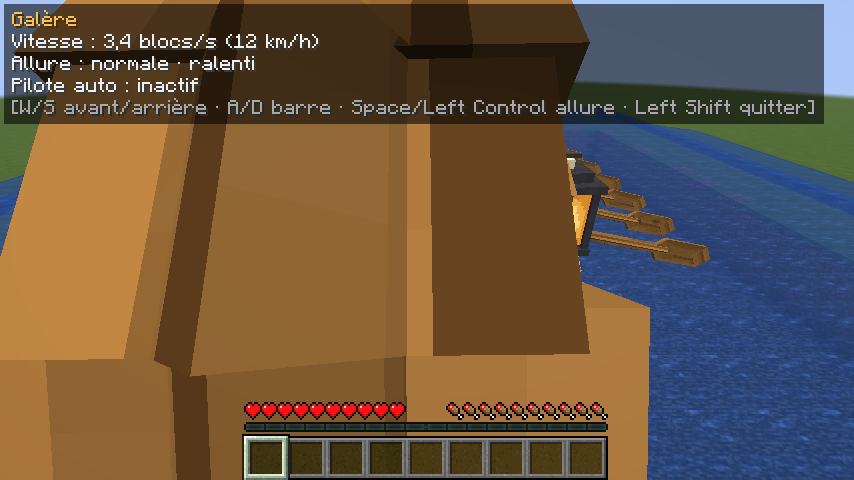 Galère
Vitesse : 3,4 blocs/s (12 km/h)
Allure : normale · ralenti
Pilote auto : inactif
[W/S avant/arrière · A/D barre · Space/Left Control allure · Left Shift quitter]